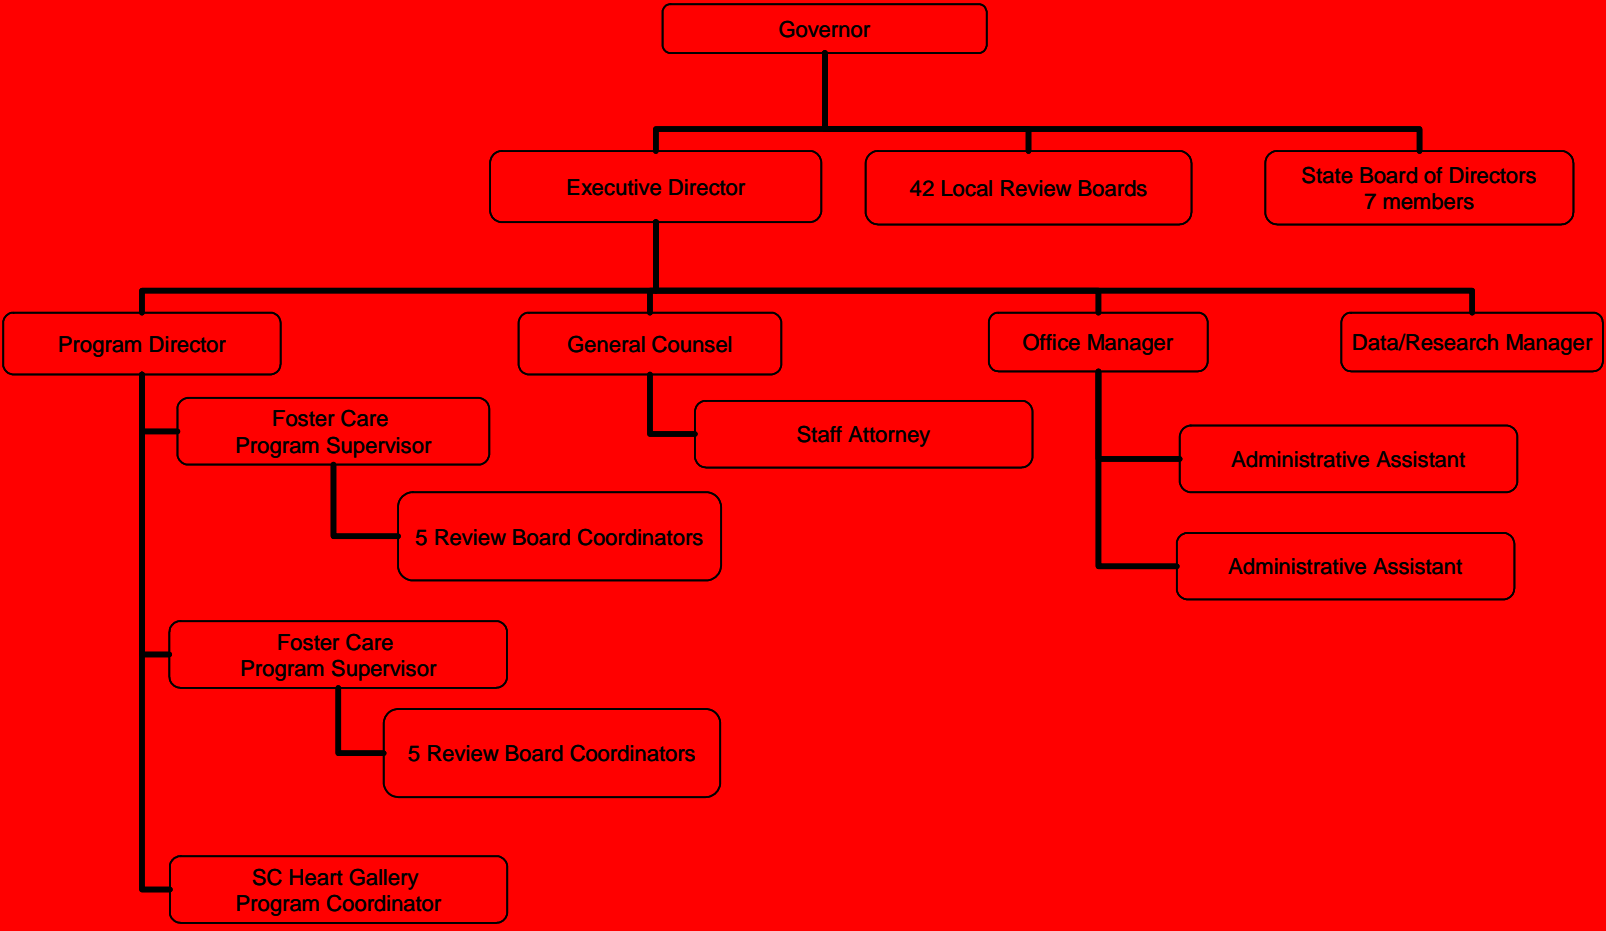 Governor
Executive Director
42 Local Review Boards
State Board of Directors
7 members
Program Director
General Counsel
Office Manager
Data/Research Manager
Foster Care
Program Supervisor
Staff Attorney
Administrative Assistant
5 Review Board Coordinators
Administrative Assistant
Foster Care
Program Supervisor
5 Review Board Coordinators
SC Heart Gallery
Program Coordinator